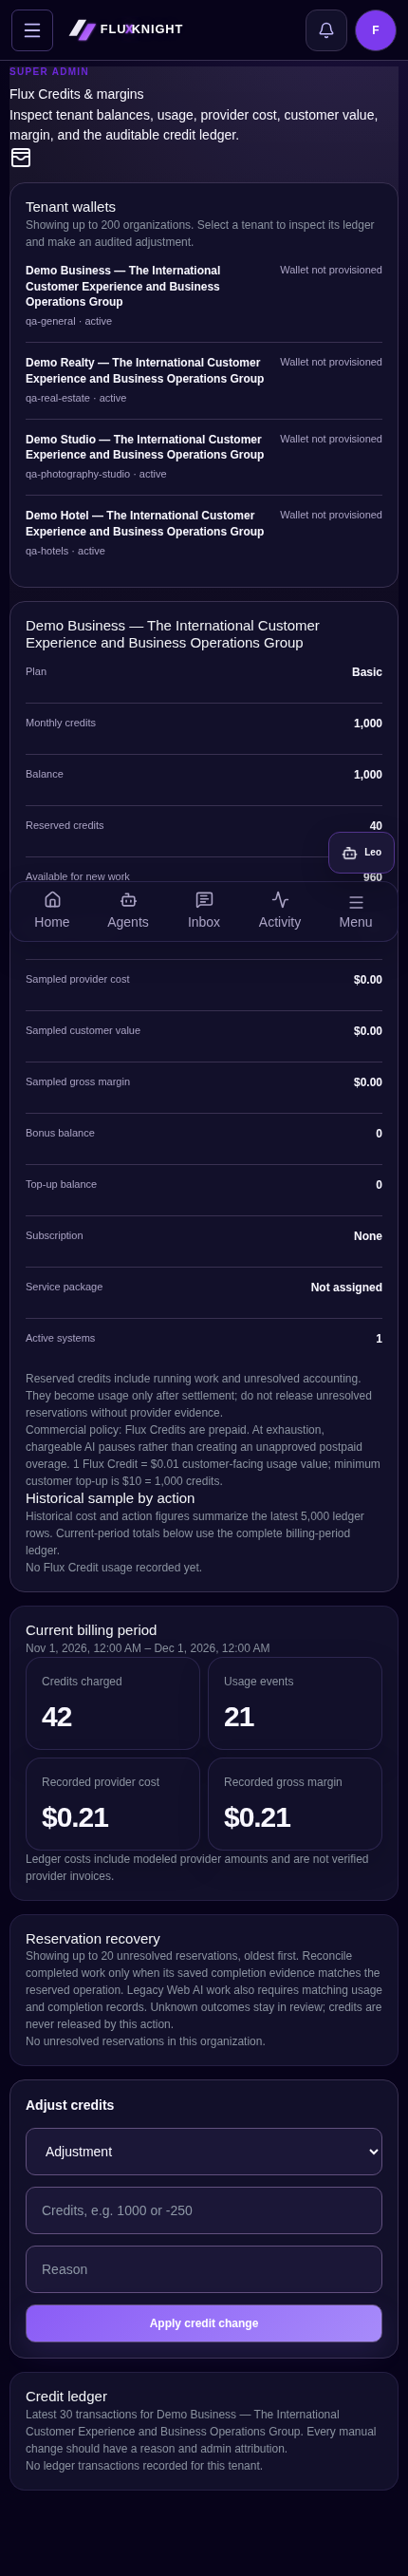 FLUXKNIGHT
F
SUPER ADMIN
Flux Credits & margins
Inspect tenant balances, usage, provider cost, customer value,
margin, and the auditable credit ledger.
Tenant wallets
Showing up to 200 organizations. Select a tenant to inspect its ledger
and make an audited adjustment.
Demo Business — The International
Customer Experience and Business
Operations Group
Wallet not provisioned
qa-general · active
Demo Realty — The International Customer
Experience and Business Operations Group
Wallet not provisioned
qa-real-estate · active
Demo Studio — The International Customer
Experience and Business Operations Group
Wallet not provisioned
qa-photography-studio · active
Demo Hotel — The International Customer
Experience and Business Operations Group
Wallet not provisioned
qa-hotels · active
Demo Business — The International Customer
Experience and Business Operations Group
Plan Basic
Monthly credits 1,000
Balance 1,000
Reserved credits 40
Leo
Available for new work 960
Home Agents Inbox Activity Menu
Sampled provider cost $0.00
Sampled customer value $0.00
Sampled gross margin $0.00
Bonus balance 0
Top-up balance 0
Subscription None
Service package Not assigned
Active systems 1
Reserved credits include running work and unresolved accounting.
They become usage only after settlement; do not release unresolved
reservations without provider evidence.
Commercial policy: Flux Credits are prepaid. At exhaustion,
chargeable AI pauses rather than creating an unapproved postpaid
overage. 1 Flux Credit = $0.01 customer-facing usage value; minimum
customer top-up is $10 = 1,000 credits.
Historical sample by action
Historical cost and action figures summarize the latest 5,000 ledger
rows. Current-period totals below use the complete billing-period
ledger.
No Flux Credit usage recorded yet.
Current billing period
Nov 1, 2026, 12:00 AM – Dec 1, 2026, 12:00 AM
Credits charged
42
Usage events
21
Recorded provider cost
$0.21
Recorded gross margin
$0.21
Ledger costs include modeled provider amounts and are not verified
provider invoices.
Reservation recovery
Showing up to 20 unresolved reservations, oldest first. Reconcile
completed work only when its saved completion evidence matches the
reserved operation. Legacy Web AI work also requires matching usage
and completion records. Unknown outcomes stay in review; credits are
never released by this action.
No unresolved reservations in this organization.
Adjust credits
Adjustment
Credits, e.g. 1000 or -250
Reason
Apply credit change
Credit ledger
Latest 30 transactions for Demo Business — The International
Customer Experience and Business Operations Group. Every manual
change should have a reason and admin attribution.
No ledger transactions recorded for this tenant.